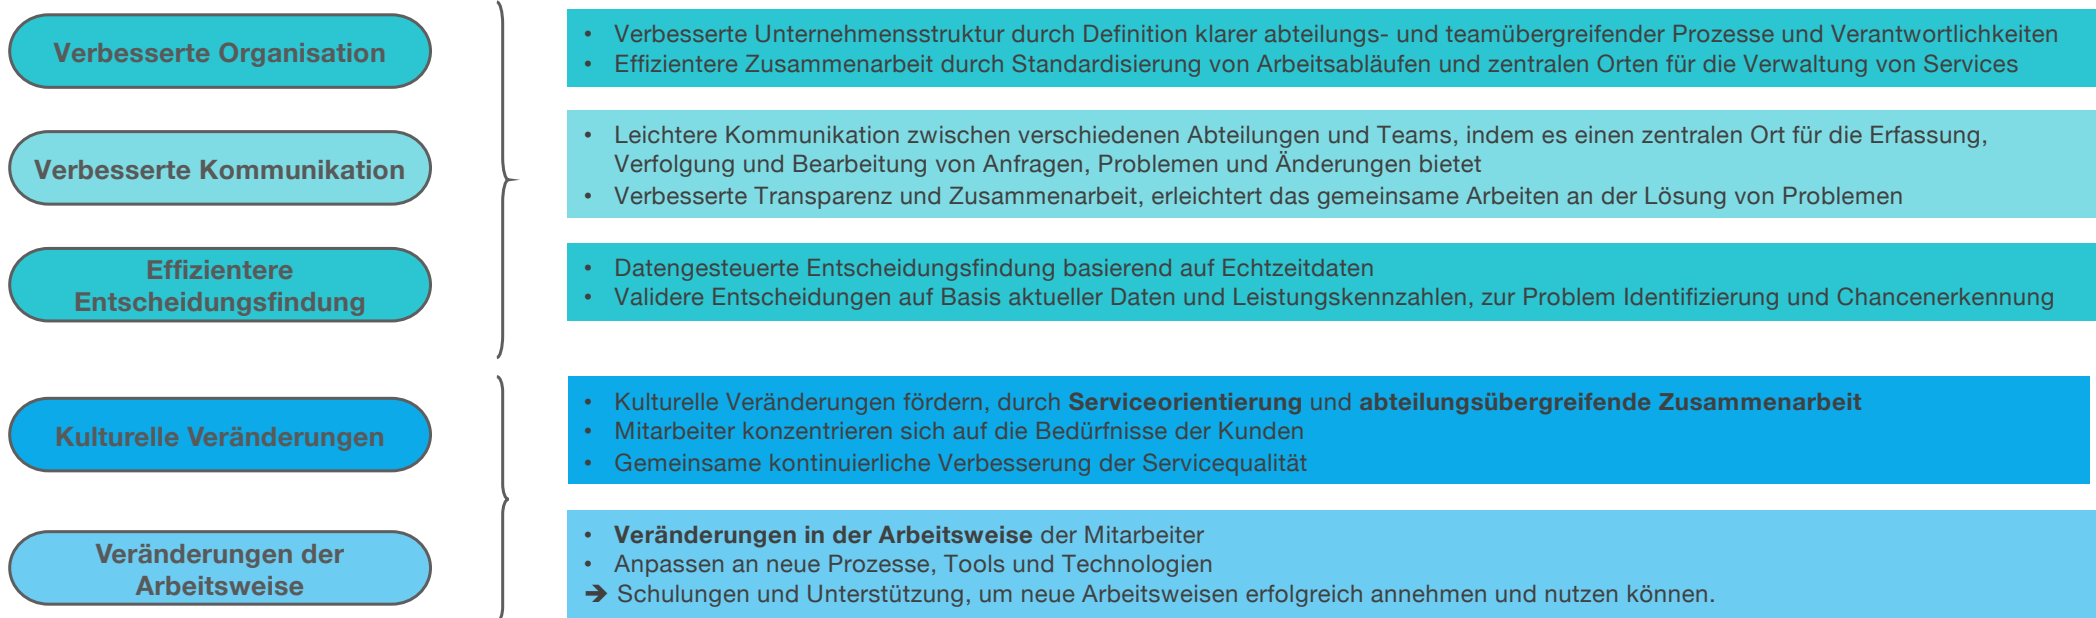 Verbesserte Organisation
• Verbesserte Unternehmensstruktur durch Definition klarer abteilungs- und teamübergreifender Prozesse und Verantwortlichkeiten
• Effizientere Zusammenarbeit durch Standardisierung von Arbeitsabläufen und zentralen Orten für die Verwaltung von Services
Verbesserte Kommunikation
• Leichtere Kommunikation zwischen verschiedenen Abteilungen und Teams, indem es einen zentralen Ort für die Erfassung,
Verfolgung und Bearbeitung von Anfragen, Problemen und Änderungen bietet
• Verbesserte Transparenz und Zusammenarbeit, erleichtert das gemeinsame Arbeiten an der Lösung von Problemen
Effizientere
Entscheidungsfindung
• Datengesteuerte Entscheidungsfindung basierend auf Echtzeitdaten
• Validere Entscheidungen auf Basis aktueller Daten und Leistungskennzahlen, zur Problem Identifizierung und Chancenerkennung
Kulturelle Veränderungen
• Kulturelle Veränderungen fördern, durch Serviceorientierung und abteilungsübergreifende Zusammenarbeit
• Mitarbeiter konzentrieren sich auf die Bedürfnisse der Kunden
• Gemeinsame kontinuierliche Verbesserung der Servicequalität
Veränderungen der
Arbeitsweise
• Veränderungen in der Arbeitsweise der Mitarbeiter
• Anpassen an neue Prozesse, Tools und Technologien
➔ Schulungen und Unterstützung, um neue Arbeitsweisen erfolgreich annehmen und nutzen können.